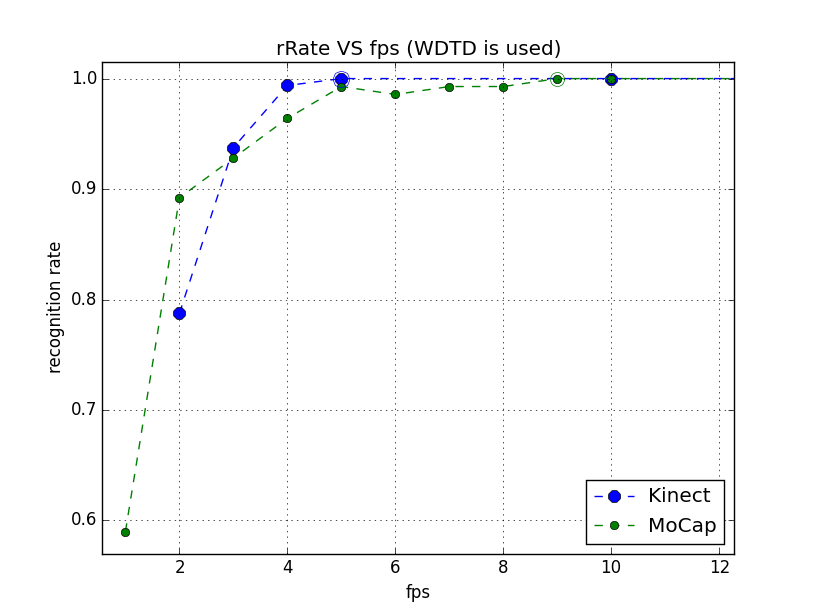 rRate VS fps (WDTD is used)
1.0
0.9
0.8
0.7
0.6
recognition rate
2 4 6 8 10 12
fps
Kinect
MoCap